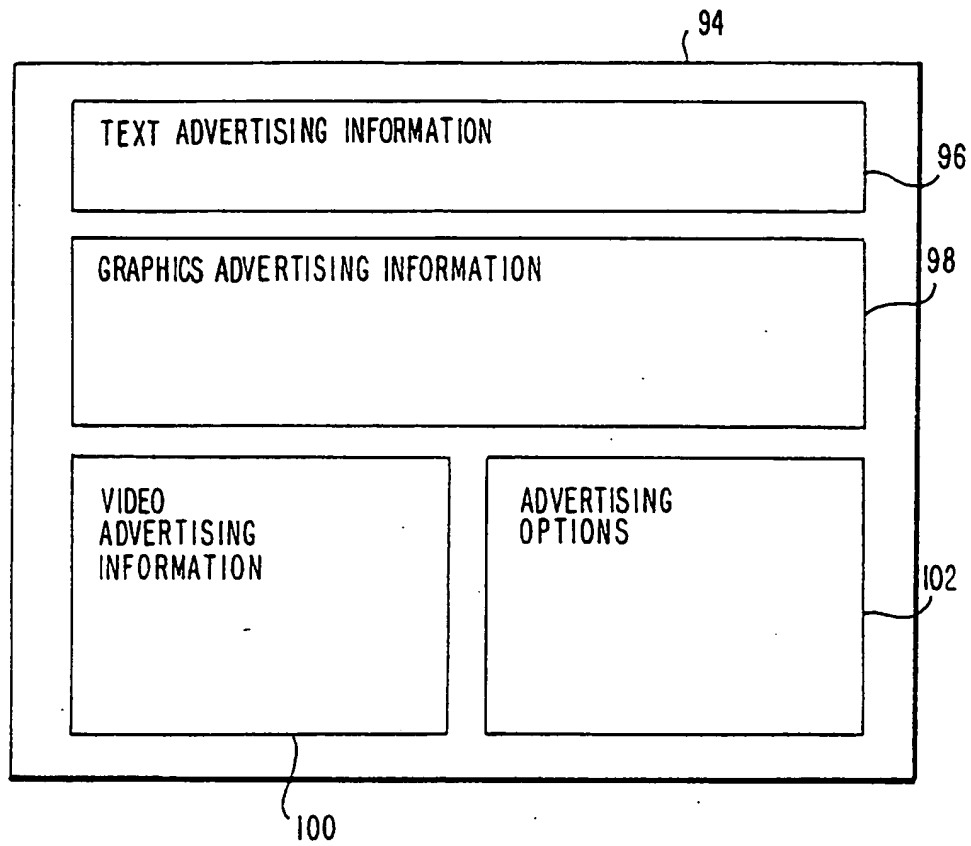 94
TEXT ADVERTISING INFORMATION
96
GRAPHICS ADVERTISING INFORMATION
98
VIDEO
ADVERTISING
INFORMATION
ADVERTISING
OPTIONS
102
100